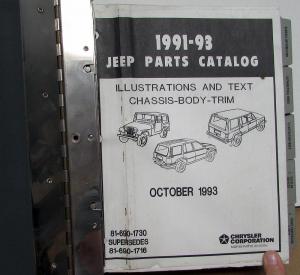 1991-93
JEEP PARTS CATALOG
ILLUSTRATIONS AND TEXT
CHASSIS-BODY-TRIM
OCTOBER 1993
81-690-1730
SUPERSEDES
81-690-1716
CHRYSLER
CORPORATION